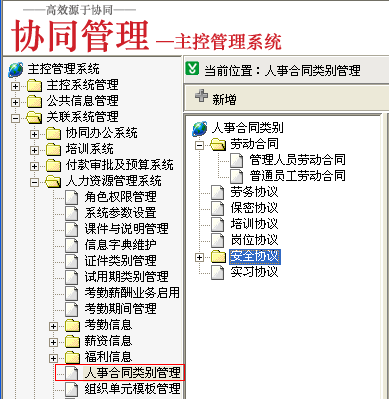 ——高效源于协同——
协同管理—主控管理系统
主控管理系统
主控系统管理
公共信息管理
关联系统管理
协同办公系统
培训系统
付款审批及预算系统
人力资源管理系统
角色权限管理
系统参数设置
课件与说明管理
信息字典维护
证件类别管理
试用期类别管理
考勤薪酬业务启用
考勤期间管理
考勤信息
薪资信息
福利信息
人事合同类别管理
组织单元模板管理
当前位置：人事合同类别管理
新增
人事合同类别
劳动合同
管理人员劳动合同
普通员工劳动合同
劳务协议
保密协议
培训协议
岗位协议
安全协议
实习协议